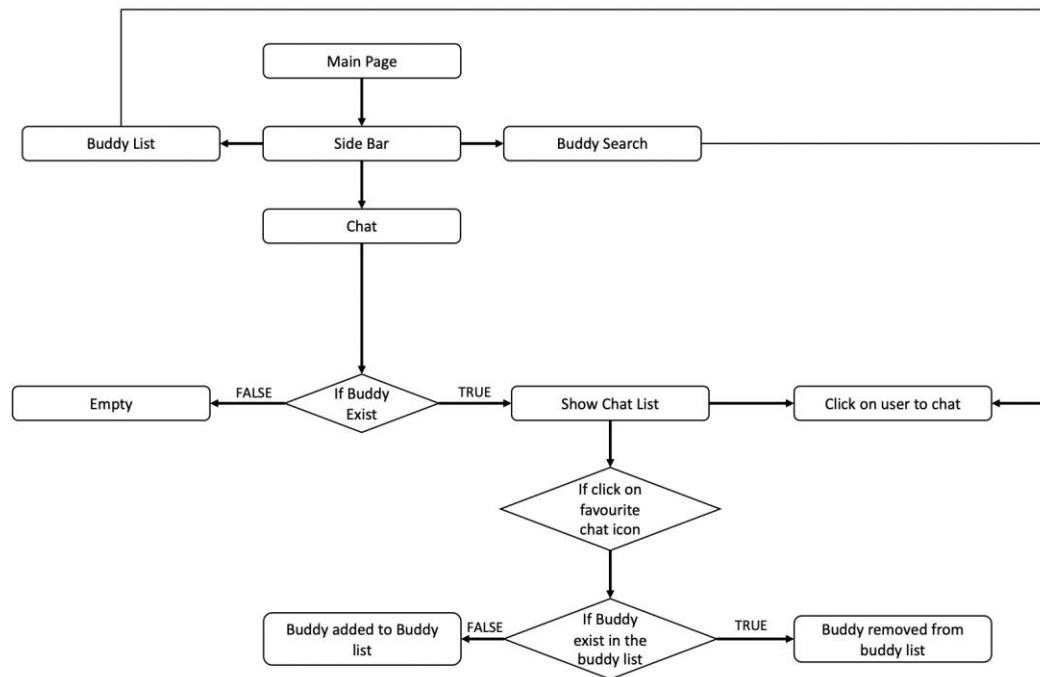 Main Page
Buddy List
Side Bar
Buddy Search
Chat
Empty
FALSE
If Buddy
Exist
TRUE
Show Chat List
Click on user to chat
If click on
favourite
chat icon
Buddy added to Buddy
list
FALSE
If Buddy
exist in the
buddy list
TRUE
Buddy removed from
buddy list